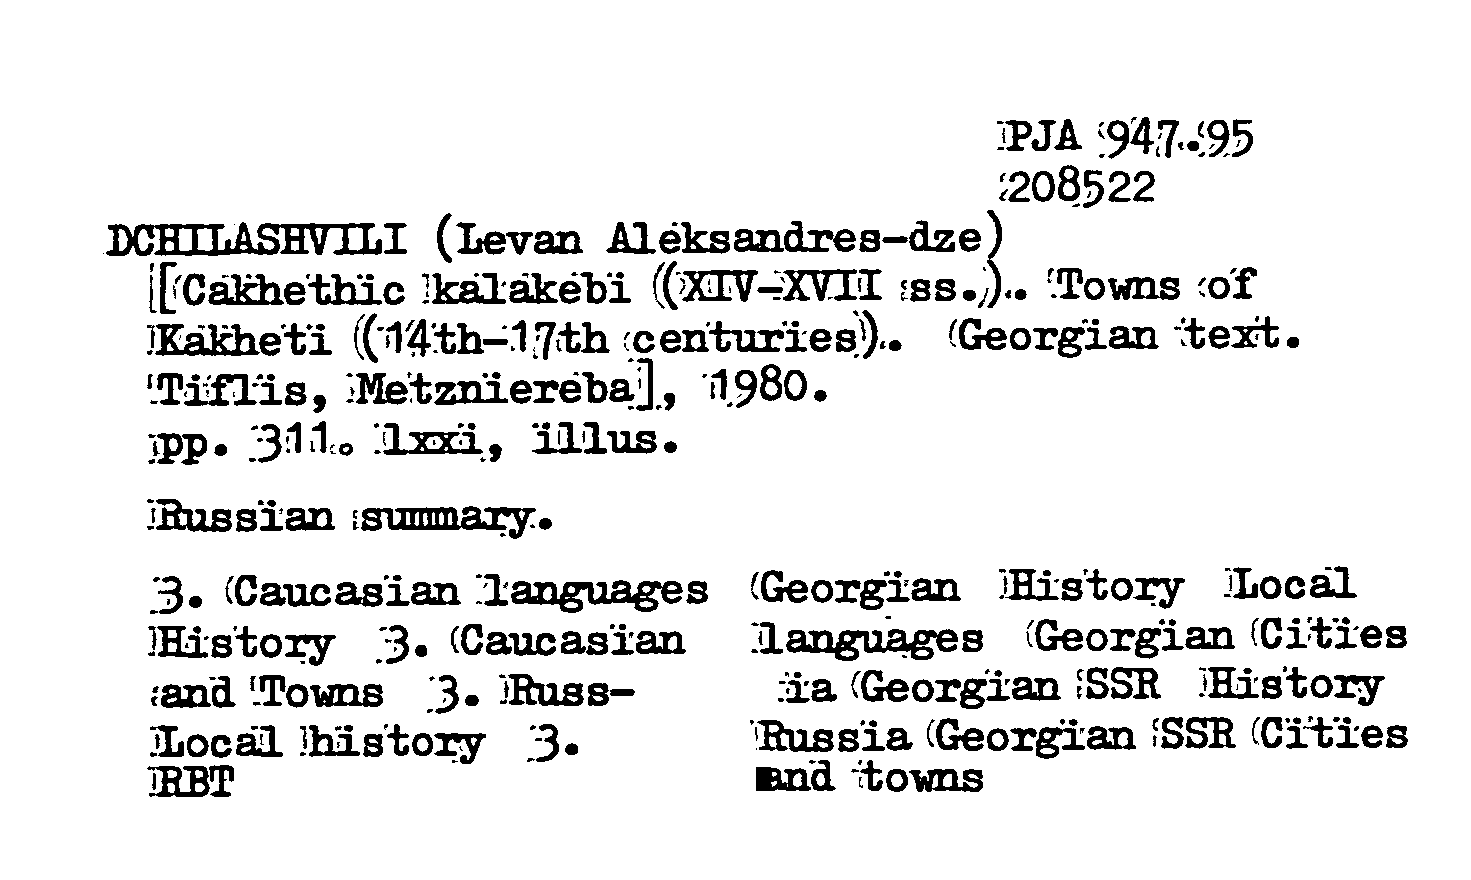 PJA 947.95
208522
DCHILASHVILI (Levan Aleksandres-dze)
[Cakhethic kalakebi (XIV-XVII ss.). Towns of
Kakheti (14th-17th centuries). Georgian text.
Tiflis, Metzniereba], 1980.
pp. 311. lxxi, illus.
Russian summary.
3. Caucasian languages Georgian History Local
History 3. Caucasian languages Georgian Cities
and Towns 3. Russ- ia Georgian SSR History
Local history 3. Russia Georgian SSR Cities
RBT and towns